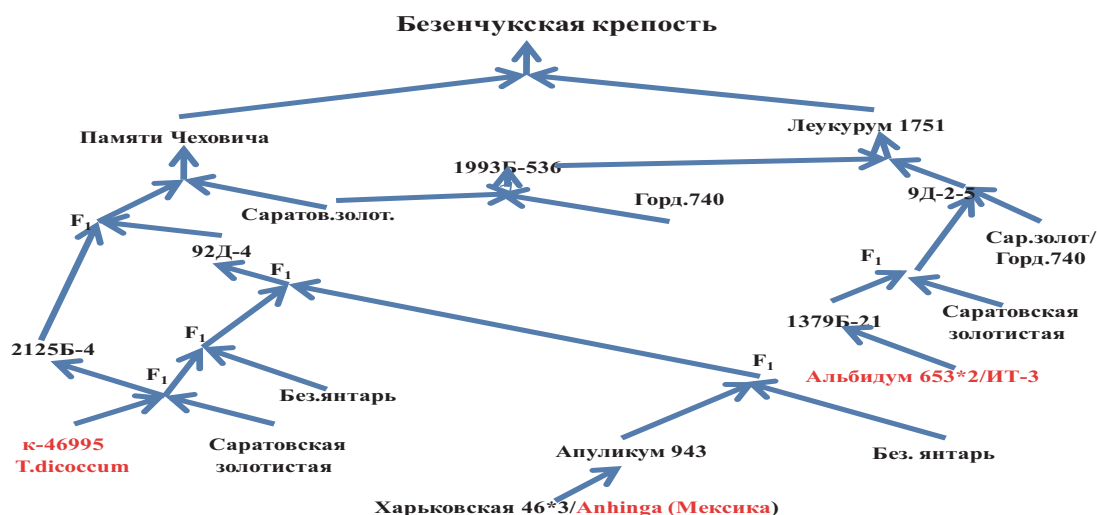 Безенчукская крепость
Памяти Чеховича
Леукурум 1751
1993Б-536
9Д-2-5
Саратов.золот.
Горд.740
F₁
92Д-4
Сар.золот/
Горд.740
F₁
F₁
Саратовская
золотистая
1379Б-21
F₁
2125Б-4
F₁
F₁
Альбидум 653*2/ИТ-3
Без.янтарь
к-46995
T.dicoccum
Саратовская
золотистая
Апуликум 943
Без. янтарь
Харьковская 46*3/Anhinga (Мексика)